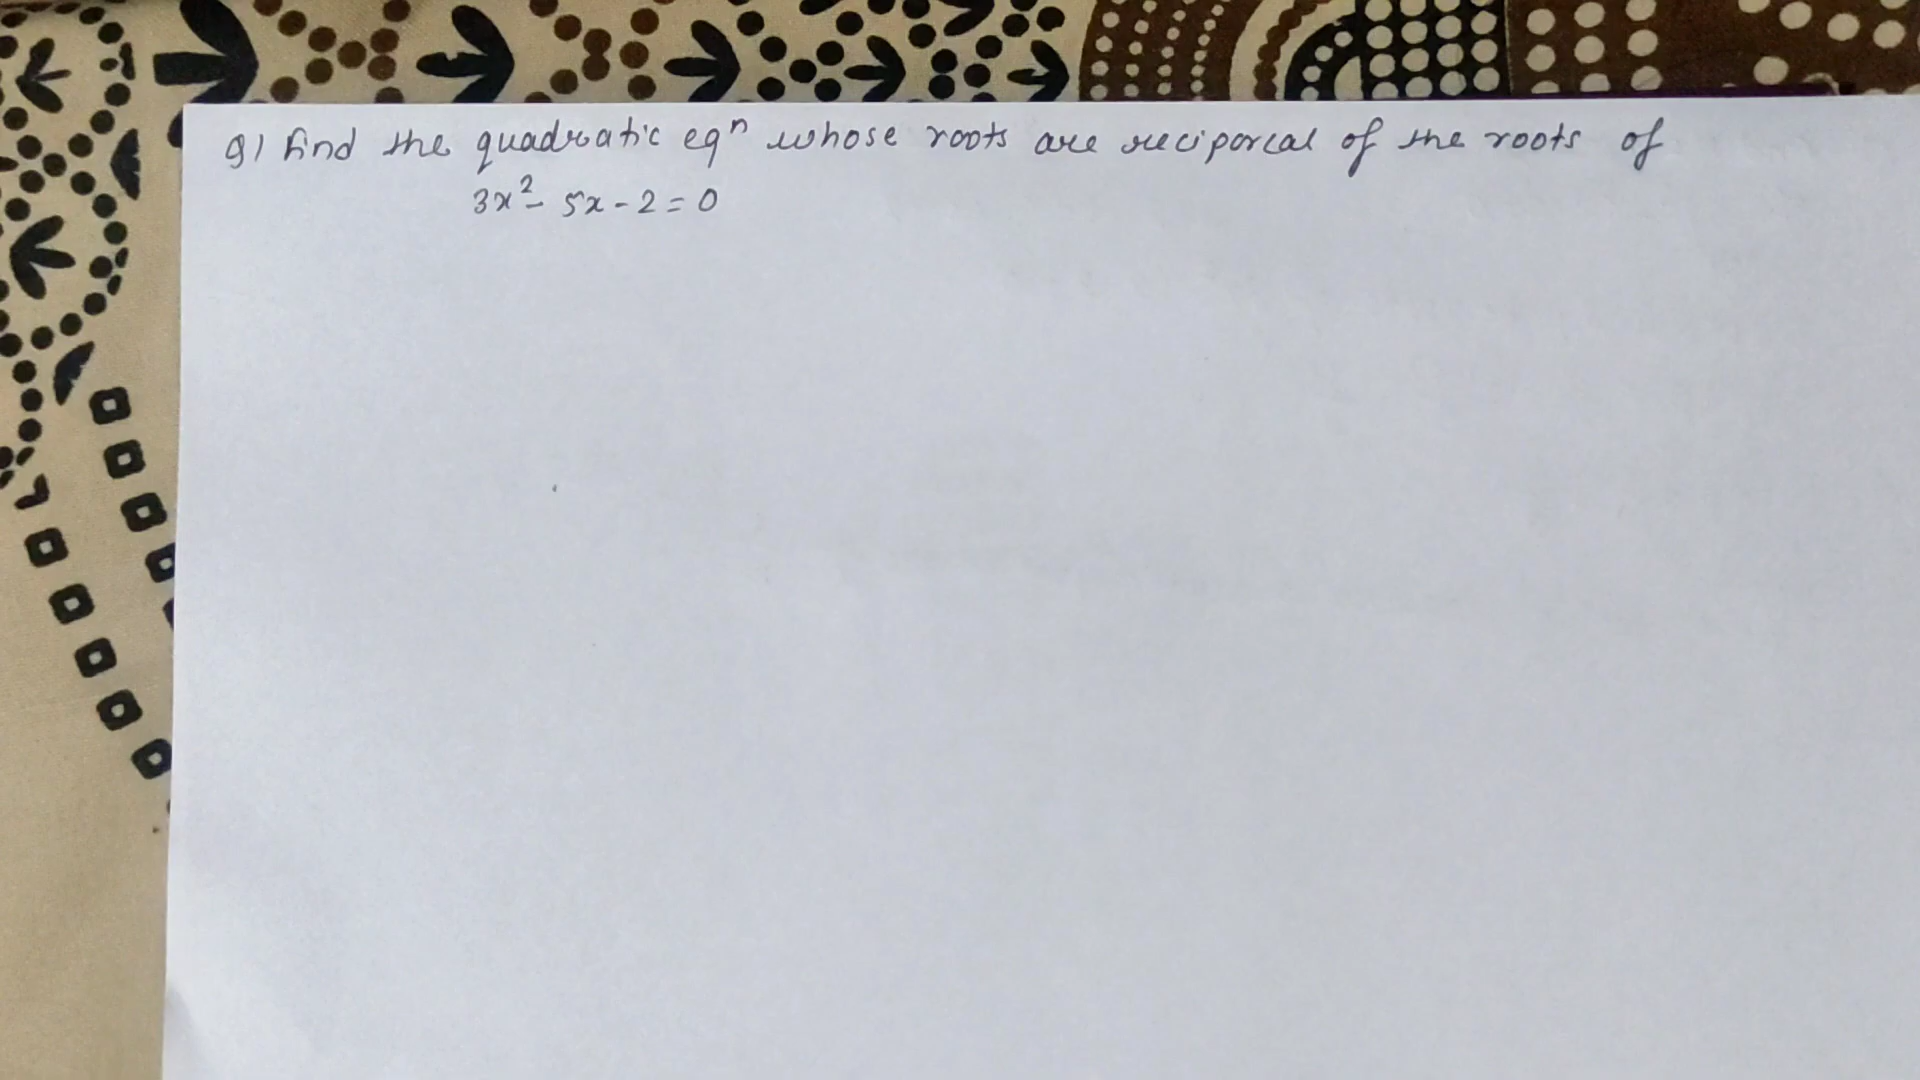 Q) Find the quadratic eqⁿ whose roots are reciporcal of the roots of
3x² - 5x - 2 = 0